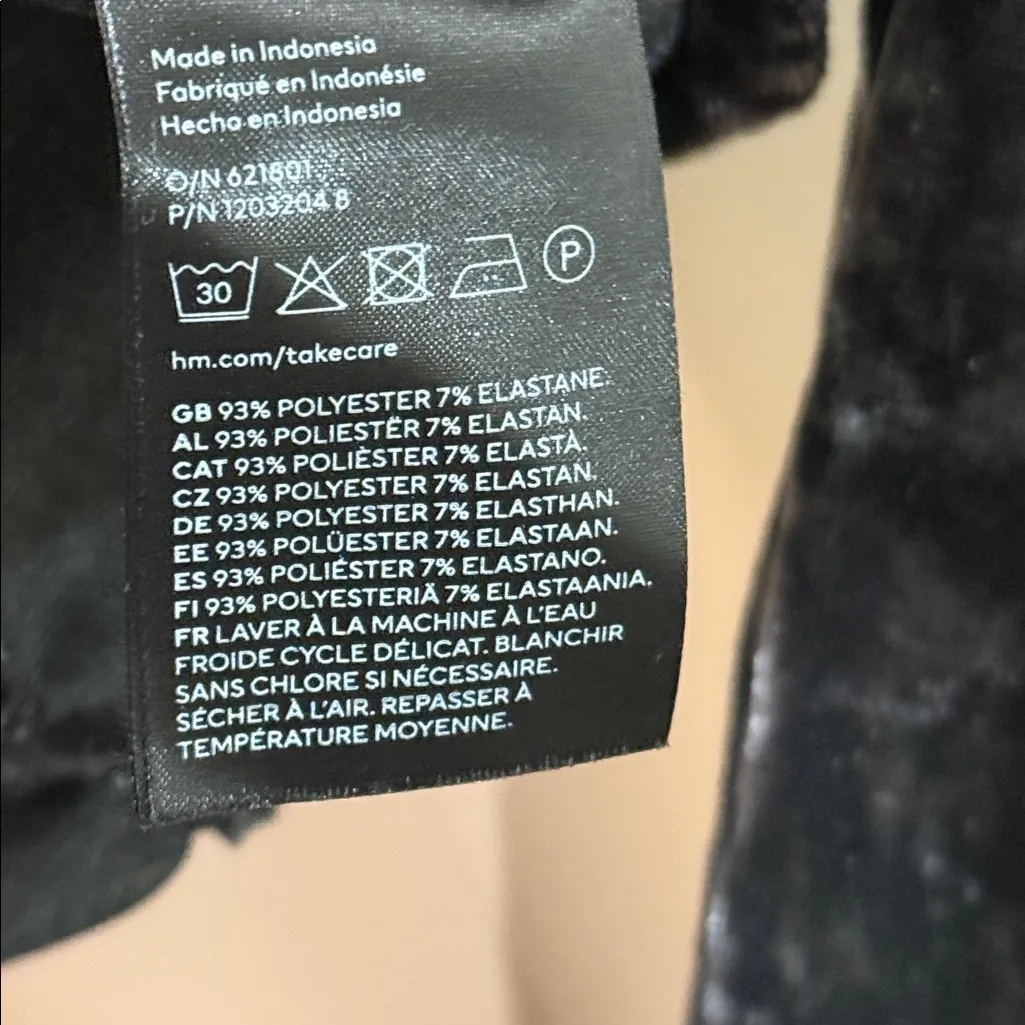 Made in Indonesia
Fabriqué en Indonésie
Hecho en Indonesia
O/N 621801
P/N 1203204 8
30
P
hm.com/takecare
GB 93% POLYESTER 7% ELASTANE.
AL 93% POLIESTËR 7% ELASTAN.
CAT 93% POLIÈSTER 7% ELASTÀ.
CZ 93% POLYESTER 7% ELASTAN.
DE 93% POLYESTER 7% ELASTHAN.
EE 93% POLÜESTER 7% ELASTAAN.
ES 93% POLIÉSTER 7% ELASTANO.
FI 93% POLYESTERIÄ 7% ELASTAANIA.
FR LAVER À LA MACHINE À L'EAU
FROIDE CYCLE DÉLICAT. BLANCHIR
SANS CHLORE SI NÉCESSAIRE.
SÉCHER À L'AIR. REPASSER À
TEMPÉRATURE MOYENNE.